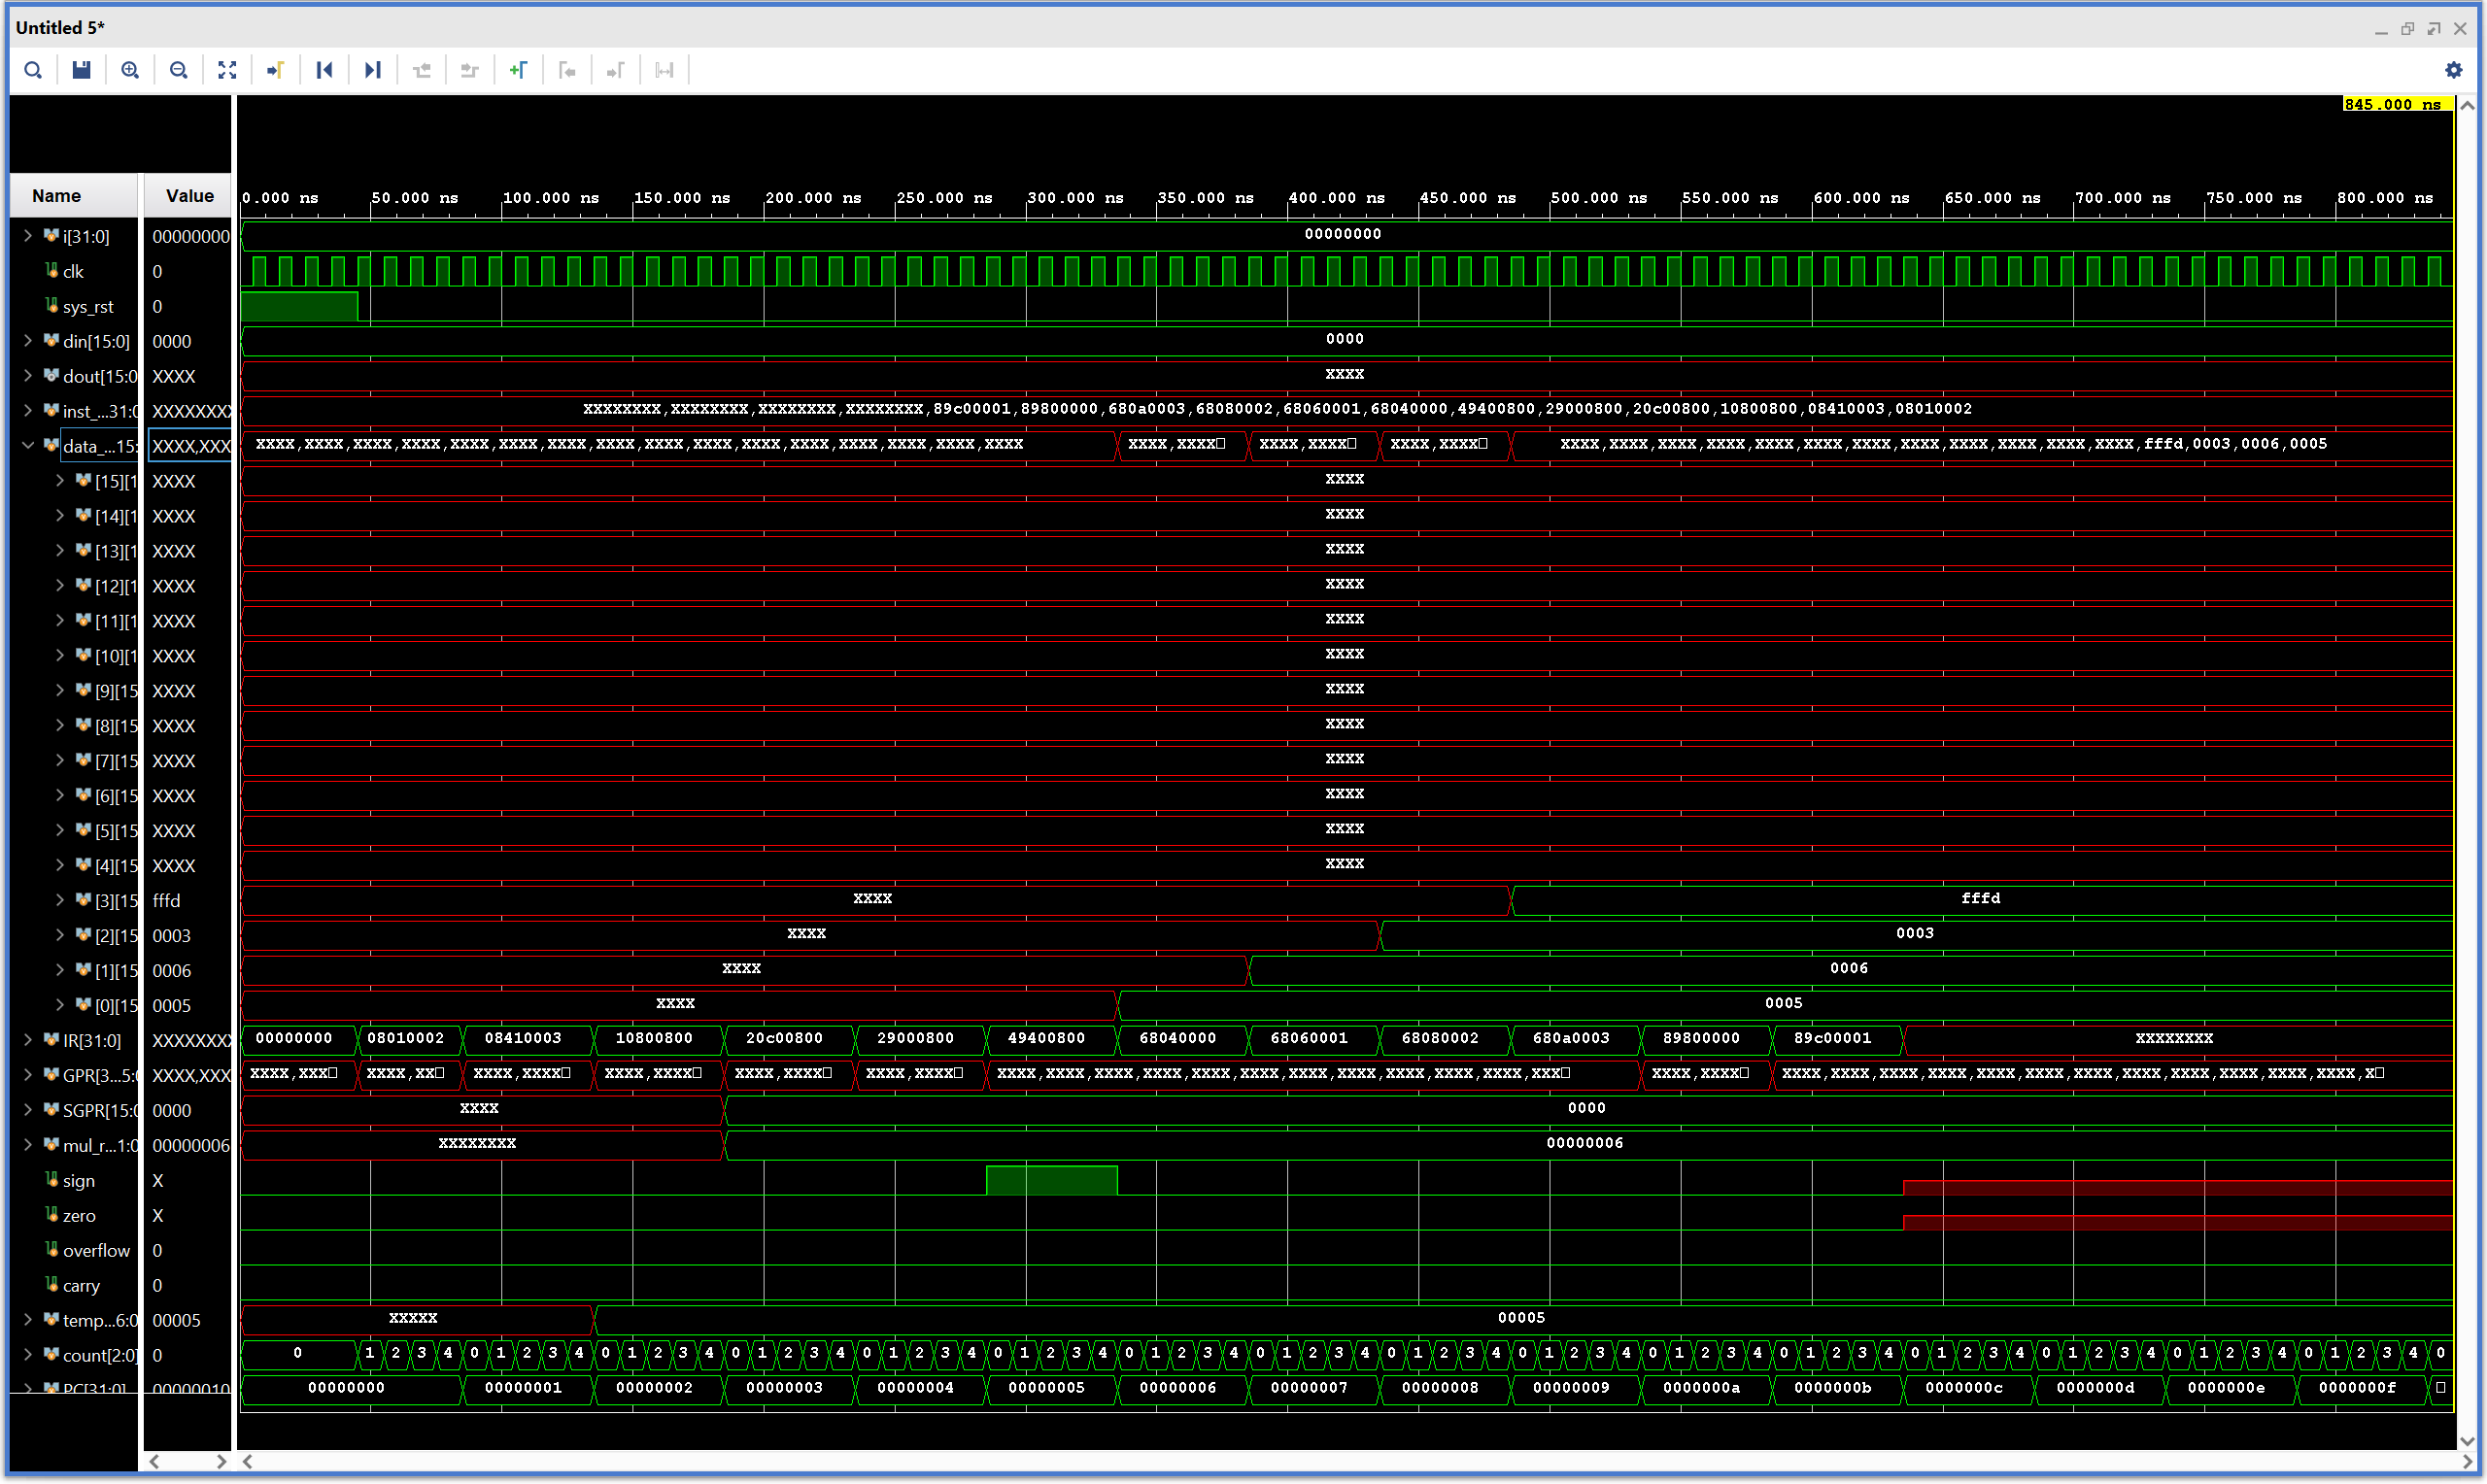 Untitled 5*
845.000 ns
Name Value
0.000 ns 50.000 ns 100.000 ns 150.000 ns 200.000 ns 250.000 ns 300.000 ns 350.000 ns 400.000 ns 450.000 ns 500.000 ns 550.000 ns 600.000 ns 650.000 ns 700.000 ns 750.000 ns 800.000 ns
i[31:0] 00000000 00000000
clk 0
sys_rst 0
din[15:0] 0000 0000
dout[15:0 XXXX XXXX
inst_...31:0 XXXXXXXX XXXXXXXX,XXXXXXXX,XXXXXXXX,XXXXXXXX,89c00001,89800000,680a0003,68080002,68060001,68040000,49400800,29000800,20c00800,10800800,08410003,08010002
data_...15: XXXX,XXX XXXX,XXXX,XXXX,XXXX,XXXX,XXXX,XXXX,XXXX,XXXX,XXXX,XXXX,XXXX,XXXX,XXXX,XXXX,XXXX XXXX,XXXX XXXX,XXXX XXXX,XXXX XXXX,XXXX,XXXX,XXXX,XXXX,XXXX,XXXX,XXXX,XXXX,XXXX,XXXX,XXXX,fffd,0003,0006,0005
[15][1 XXXX XXXX
[14][1 XXXX XXXX
[13][1 XXXX XXXX
[12][1 XXXX XXXX
[11][1 XXXX XXXX
[10][1 XXXX XXXX
[9][15 XXXX XXXX
[8][15 XXXX XXXX
[7][15 XXXX XXXX
[6][15 XXXX XXXX
[5][15 XXXX XXXX
[4][15 XXXX XXXX
[3][15 fffd XXXX fffd
[2][15 0003 XXXX 0003
[1][15 0006 XXXX 0006
[0][15 0005 XXXX 0005
IR[31:0] XXXXXXXX 00000000 08010002 08410003 10800800 20c00800 29000800 49400800 68040000 68060001 68080002 680a0003 89800000 89c00001 XXXXXXXX
GPR[3...5:0 XXXX,XXX XXXX,XXX XXXX,XX XXXX,XXXX XXXX,XXXX XXXX,XXXX XXXX,XXXX XXXX,XXXX,XXXX,XXXX,XXXX,XXXX,XXXX,XXXX,XXXX,XXXX,XXXX,XXX XXXX,XXXX XXXX,XXXX,XXXX,XXXX,XXXX,XXXX,XXXX,XXXX,XXXX,XXXX,XXXX,XXXX,X
SGPR[15:0 0000 XXXX 0000
mul_r...1:0 00000006 XXXXXXXX 00000006
sign X
zero X
overflow 0
carry 0
temp...6:0 00005 XXXXX 00005
count[2:0] 0 0 1 2 3 4 0 1 2 3 4 0 1 2 3 4 0 1 2 3 4 0 1 2 3 4 0 1 2 3 4 0 1 2 3 4 0 1 2 3 4 0 1 2 3 4 0 1 2 3 4 0 1 2 3 4 0 1 2 3 4 0 1 2 3 4 0 1 2 3 4 0 1 2 3 4 0 1 2 3 4 0
PC[31:0] 00000010 00000000 00000001 00000002 00000003 00000004 00000005 00000006 00000007 00000008 00000009 0000000a 0000000b 0000000c 0000000d 0000000e 0000000f